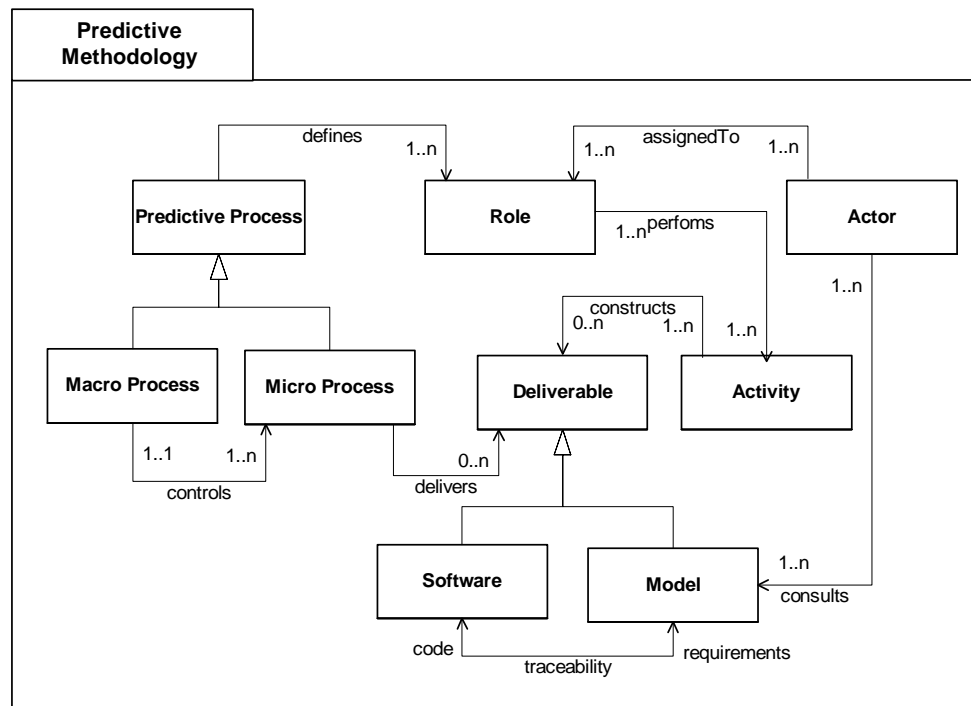 Predictive
Methodology
defines
assignedTo
1..n
1..n
1..n
Predictive Process
Role
Actor
1..n
perfoms
1..n
constructs
0..n
1..n
1..n
Macro Process
Micro Process
Deliverable
Activity
1..1
1..n
0..n
controls
delivers
Software
Model
1..n
consults
code
traceability
requirements